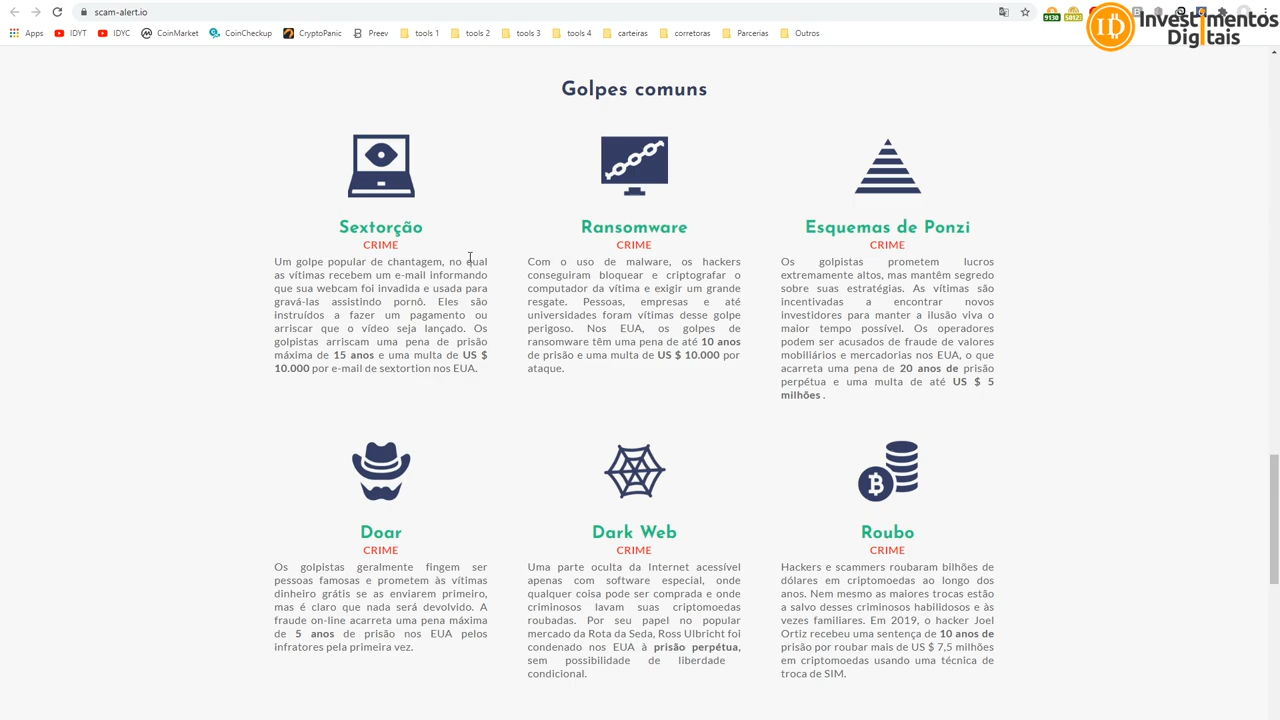 scam-alert.io
9130
50123
Investimentos
Digitais
Apps
IDYT
IDYC
CoinMarket
CoinCheckup
CryptoPanic
Preev
tools 1
tools 2
tools 3
tools 4
carteiras
corretoras
Parcerias
Outros
Golpes comuns
Sextorção
CRIME
Um golpe popular de chantagem, no qual
as vítimas recebem um e-mail informando
que sua webcam foi invadida e usada para
gravá-las assistindo pornô. Eles são
instruídos a fazer um pagamento ou
arriscar que o vídeo seja lançado. Os
golpistas arriscam uma pena de prisão
máxima de 15 anos e uma multa de US $
10.000 por e-mail de sextortion nos EUA.
Ransomware
CRIME
Com o uso de malware, os hackers
conseguiram bloquear e criptografar o
computador da vítima e exigir um grande
resgate. Pessoas, empresas e até
universidades foram vítimas desse golpe
perigoso. Nos EUA, os golpes de
ransomware têm uma pena de até 10 anos
de prisão e uma multa de US $ 10.000 por
ataque.
Esquemas de Ponzi
CRIME
Os golpistas prometem lucros
extremamente altos, mas mantêm segredo
sobre suas estratégias. As vítimas são
incentivadas a encontrar novos
investidores para manter a ilusão viva o
maior tempo possível. Os operadores
podem ser acusados de fraude de valores
mobiliários e mercadorias nos EUA, o que
acarreta uma pena de 20 anos de prisão
perpétua e uma multa de até US $ 5
milhões .
Doar
CRIME
Os golpistas geralmente fingem ser
pessoas famosas e prometem às vítimas
dinheiro grátis se as enviarem primeiro,
mas é claro que nada será devolvido. A
fraude on-line acarreta uma pena máxima
de 5 anos de prisão nos EUA pelos
infratores pela primeira vez.
Dark Web
CRIME
Uma parte oculta da Internet acessível
apenas com software especial, onde
qualquer coisa pode ser comprada e onde
criminosos lavam suas criptomoedas
roubadas. Por seu papel no popular
mercado da Rota da Seda, Ross Ulbricht foi
condenado nos EUA à prisão perpétua,
sem possibilidade de liberdade
condicional.
Roubo
CRIME
Hackers e scammers roubaram bilhões de
dólares em criptomoedas ao longo dos
anos. Nem mesmo as maiores trocas estão
a salvo desses criminosos habilidosos e às
vezes familiares. Em 2019, o hacker Joel
Ortiz recebeu uma sentença de 10 anos de
prisão por roubar mais de US $ 7,5 milhões
em criptomoedas usando uma técnica de
troca de SIM.